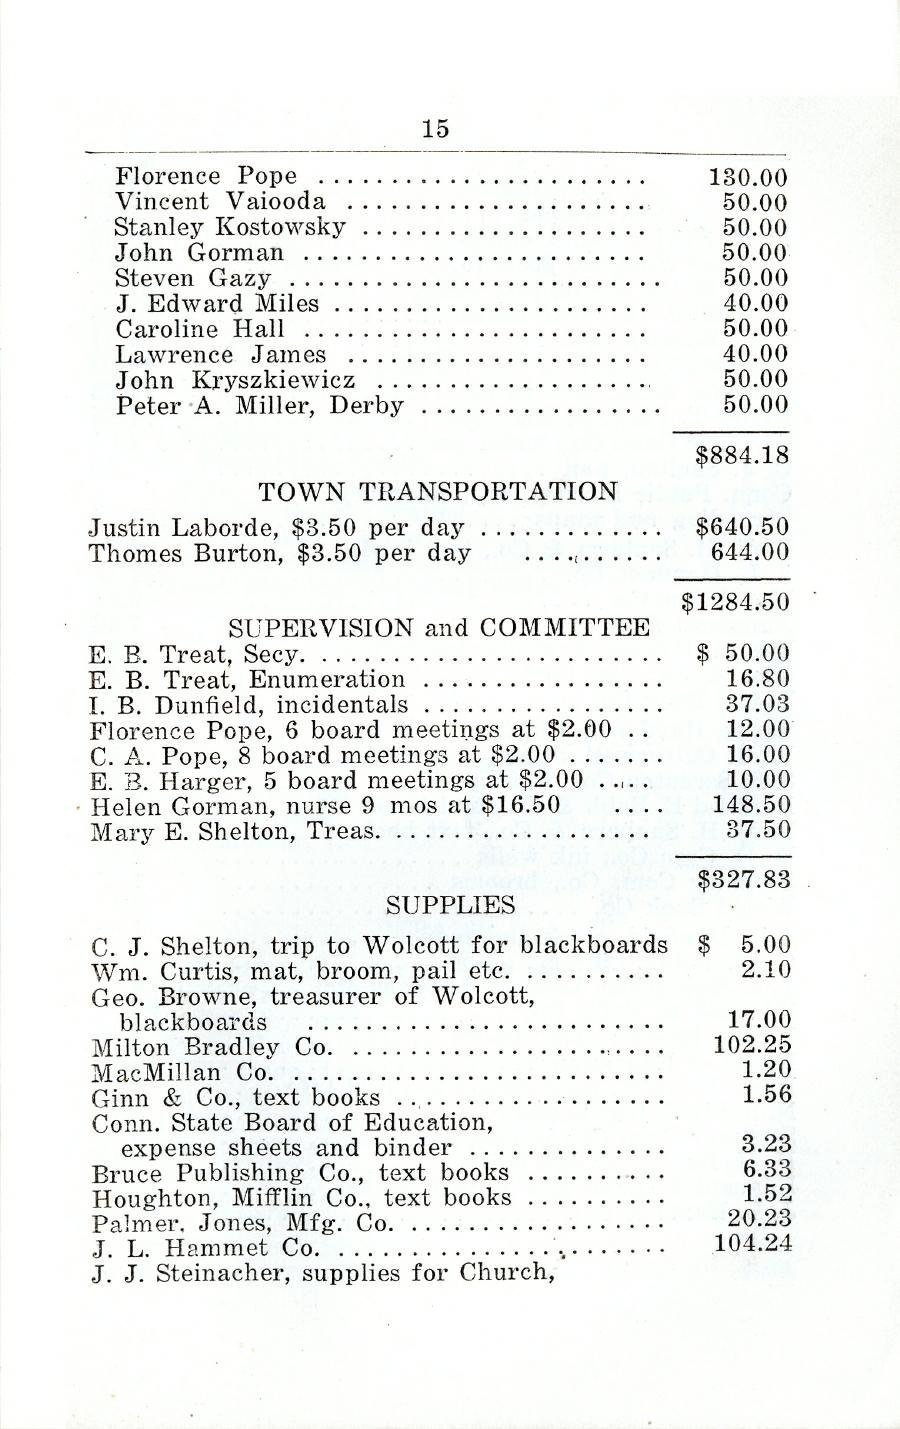 15
Florence Pope ....................... 130.00
Vincent Vaiooda ..................... 50.00
Stanley Kostowsky .................... 50.00
John Gorman ........................ 50.00
Steven Gazy .......................... 50.00
J. Edward Miles ...................... 40.00
Caroline Hall ........................ 50.00
Lawrence James ..................... 40.00
John Kryszkiewicz ................... 50.00
Peter A. Miller, Derby ................. 50.00
$884.18
TOWN TRANSPORTATION
Justin Laborde, $3.50 per day ............. $640.50
Thomes Burton, $3.50 per day .......... 644.00
$1284.50
SUPERVISION and COMMITTEE
E. B. Treat, Secy. ........................ $ 50.00
E. B. Treat, Enumeration ................. 16.80
I. B. Dunfield, incidentals ................. 37.03
Florence Pope, 6 board meetings at $2.00 .. 12.00
C. A. Pope, 8 board meetings at $2.00 ....... 16.00
E. B. Harger, 5 board meetings at $2.00 ..... 10.00
Helen Gorman, nurse 9 mos at $16.50 .... 148.50
Mary E. Shelton, Treas. ................... 37.50
$327.83
SUPPLIES
C. J. Shelton, trip to Wolcott for blackboards $ 5.00
Wm. Curtis, mat, broom, pail etc. .......... 2.10
Geo. Browne, treasurer of Wolcott,
blackboards ......................... 17.00
Milton Bradley Co. ...................... 102.25
MacMillan Co. .......................... 1.20
Ginn & Co., text books ................... 1.56
Conn. State Board of Education,
expense sheets and binder .............. 3.23
Bruce Publishing Co., text books .......... 6.33
Houghton, Mifflin Co., text books .......... 1.52
Palmer. Jones, Mfg. Co. .................. 20.23
J. L. Hammet Co. ....................... 104.24
J. J. Steinacher, supplies for Church,